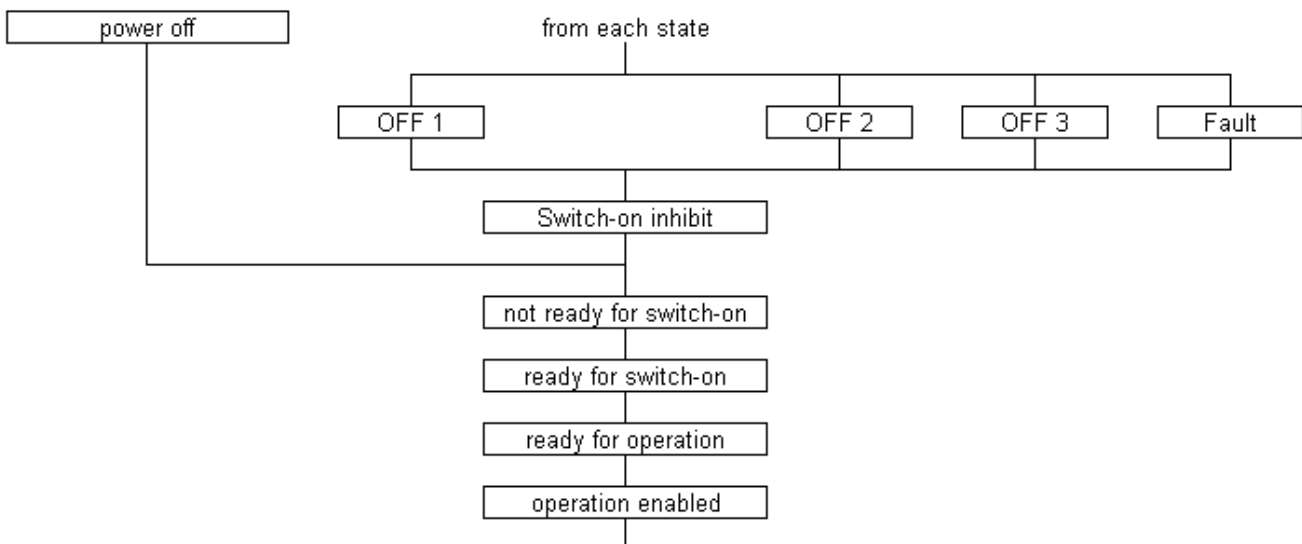 power off
from each state
OFF 1
OFF 2
OFF 3
Fault
Switch-on inhibit
not ready for switch-on
ready for switch-on
ready for operation
operation enabled